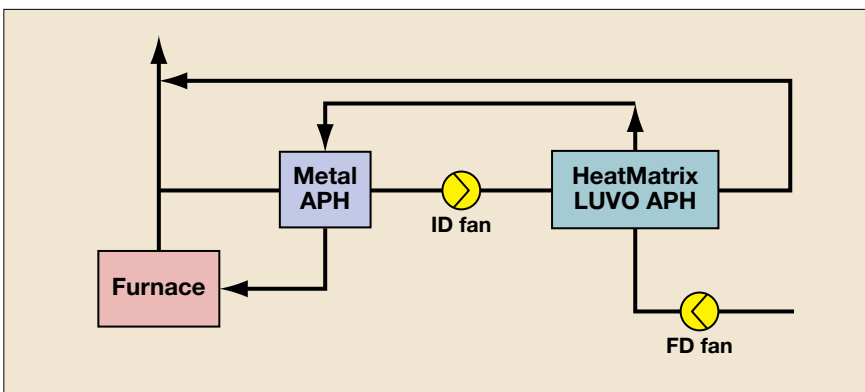 Metal
APH
HeatMatrix
LUVO APH
ID fan
Furnace
FD fan